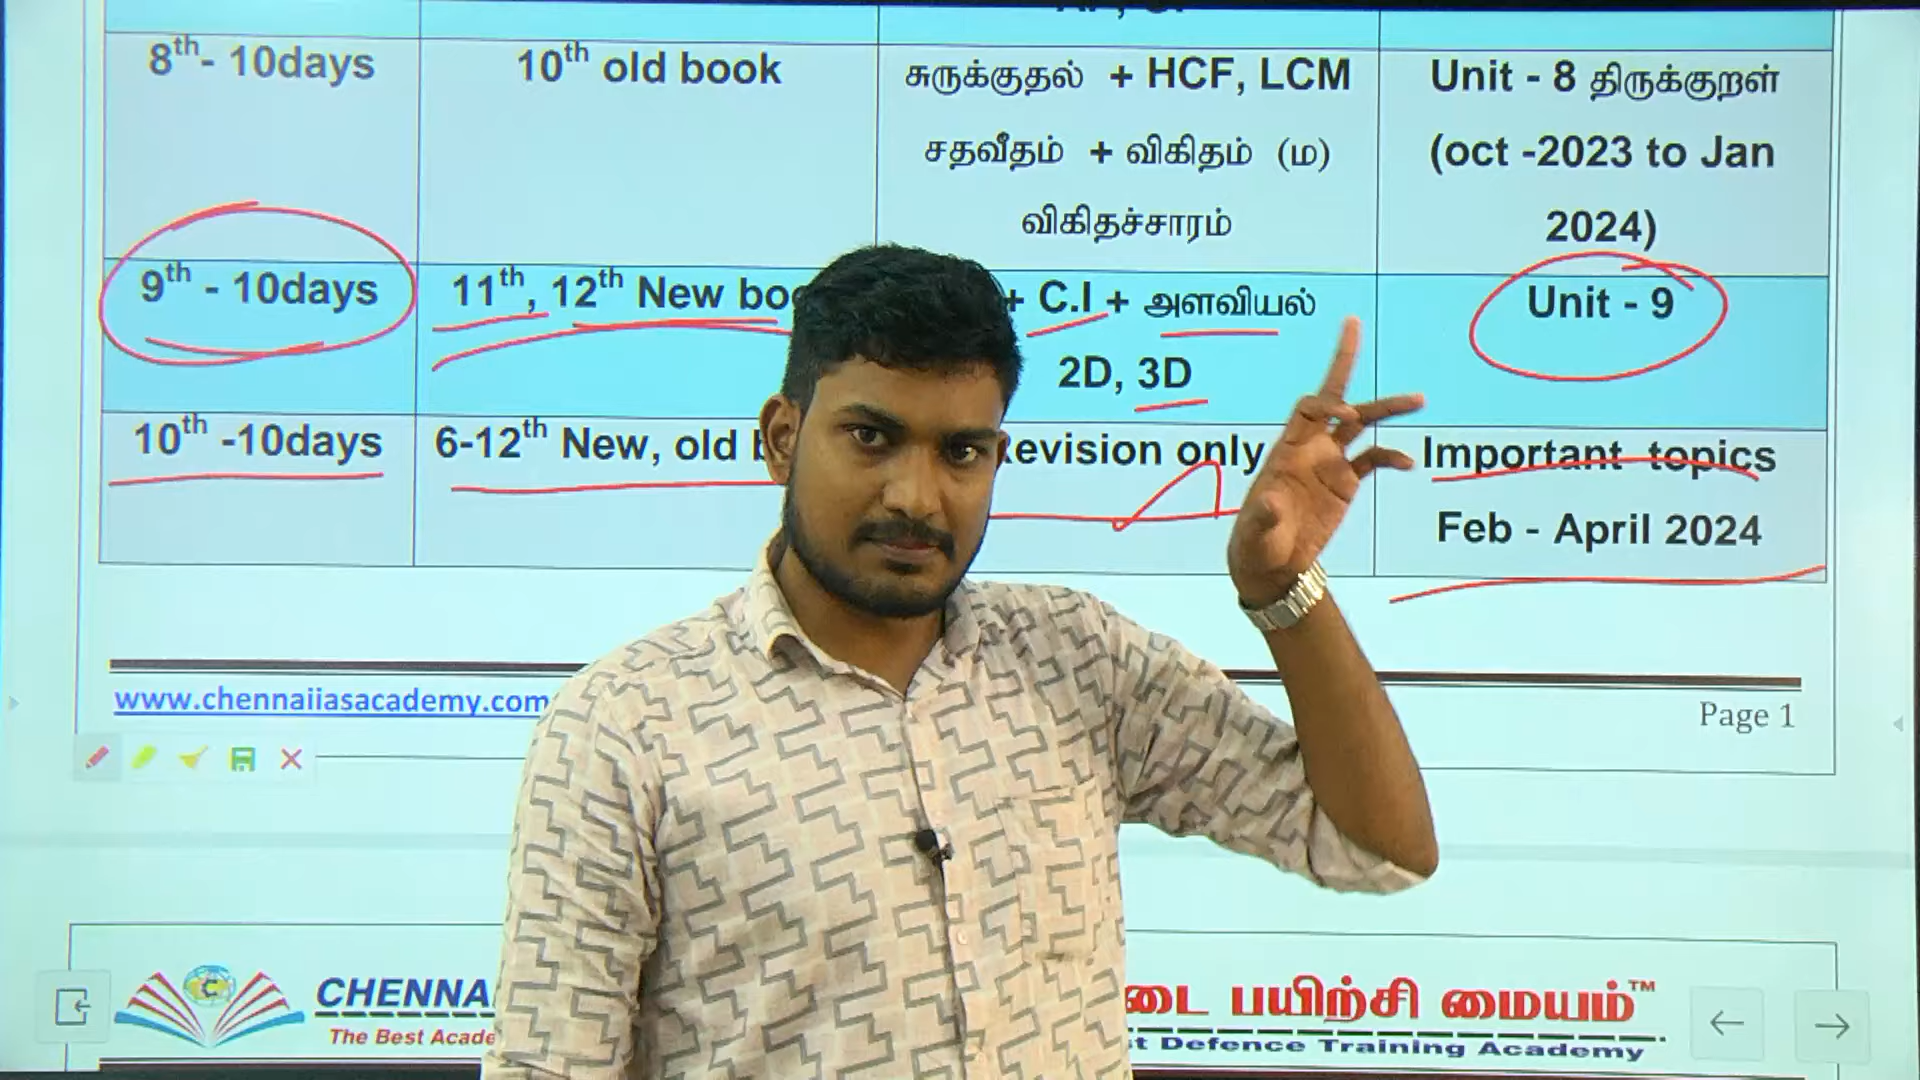 8th- 10days
10th old book
சுருக்குதல் + HCF, LCM
சதவீதம் + விகிதம் (ம)
விகிதச்சாரம்
Unit - 8 திருக்குறள்
(oct -2023 to Jan
2024)
9th - 10days
11th, 12th New
+ C.I + அளவியல்
2D, 3D
Unit - 9
10th -10days
6-12th New, old
Revision only
Important topics
Feb - April 2024
www.chennaiiasacademy.com
Page 1
CHENNA
The Best Acade
டை பயிற்சி மையம்™
st Defence Training Academy